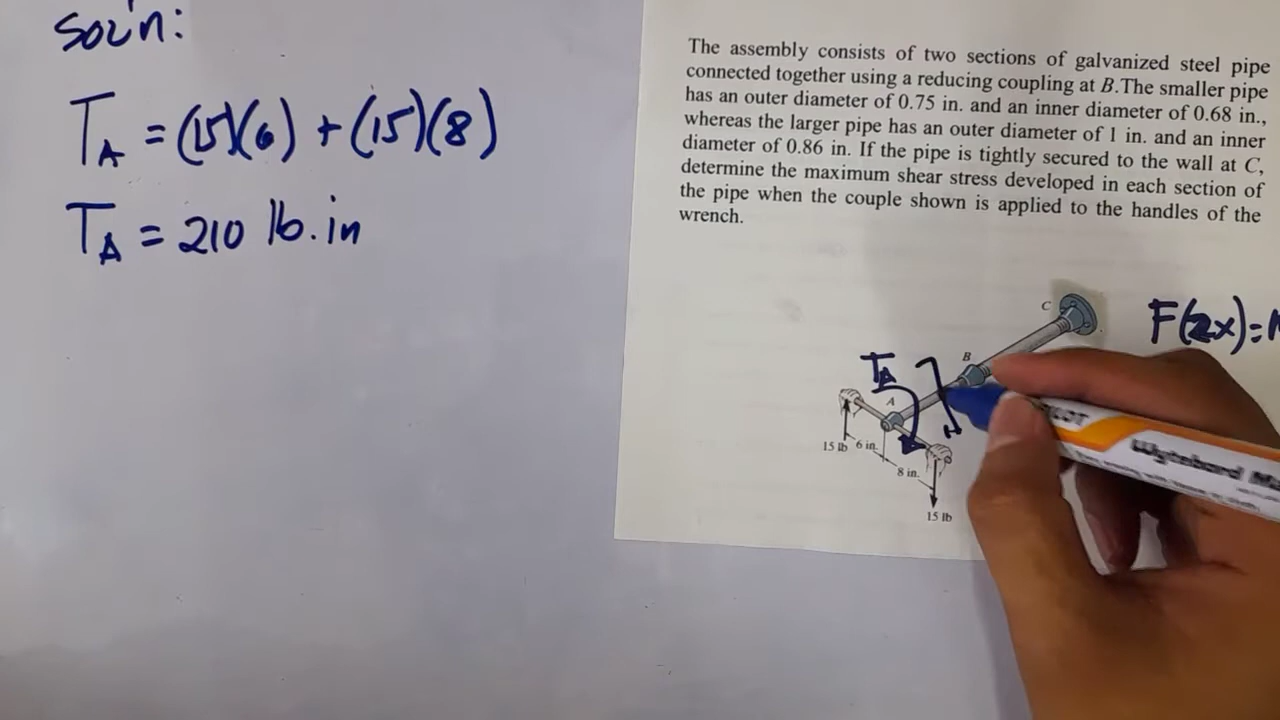 Sol'n:
T_A = (15)(6) + (15)(8)
T_A = 210 lb.in
The assembly consists of two sections of galvanized steel pipe
connected together using a reducing coupling at B. The smaller pipe
has an outer diameter of 0.75 in. and an inner diameter of 0.68 in.,
whereas the larger pipe has an outer diameter of 1 in. and an inner
diameter of 0.86 in. If the pipe is tightly secured to the wall at C,
determine the maximum shear stress developed in each section of
the pipe when the couple shown is applied to the handles of the
wrench.
C
F(2x)=
B
T_A
A
15 lb
6 in.
8 in.
15 lb
Wytebord